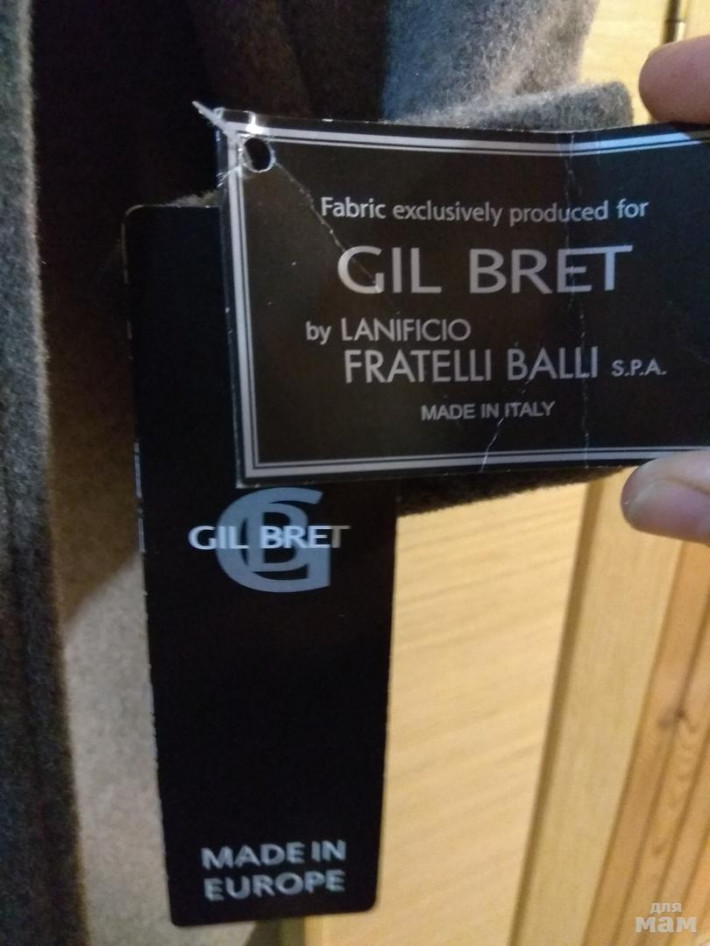 Fabric exclusively produced for
GIL BRET
by LANIFICIO
FRATELLI BALLI S.P.A.
MADE IN ITALY
GB
GIL BRET
MADE IN
EUROPE
для
мам